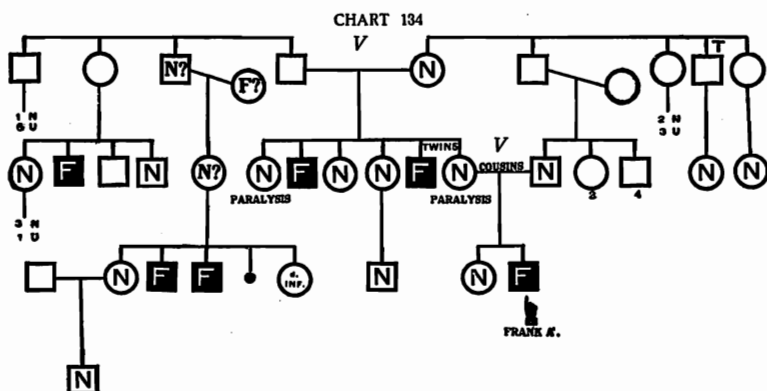 CHART 134
V
N?
F?
N
T
1 N
6 U
2 N
3 U
TWINS
V
N F N
N?
N F N N F N
COUSINS
N
2
4
N N
PARALYSIS
PARALYSIS
3 N
1 U
N F F
d.
INF.
N
N F
FRANK A.
N